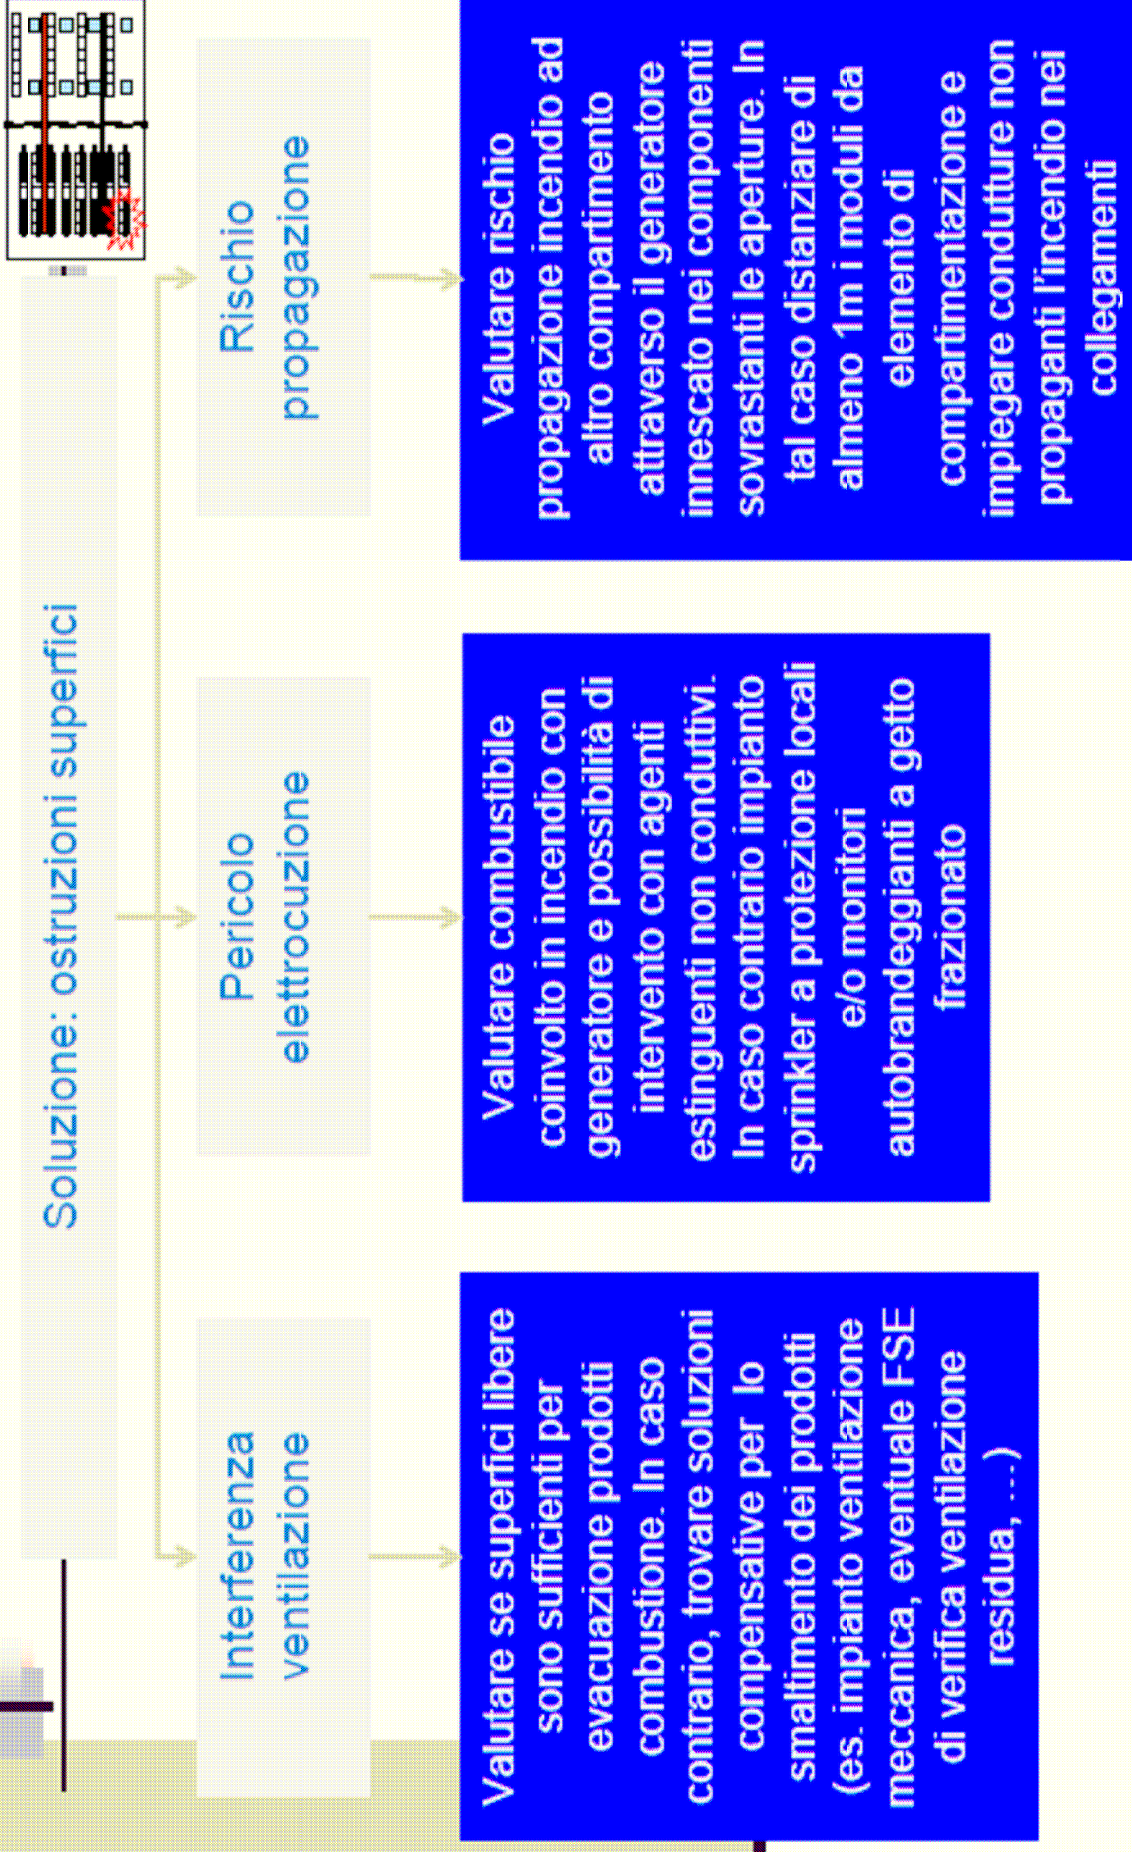 Soluzione: ostruzioni superfici
Interferenza
ventilazione
Valutare se superfici libere
sono sufficienti per
evacuazione prodotti
combustione. In caso
contrario, trovare soluzioni
compensative per lo
smaltimento dei prodotti
(es. impianto ventilazione
meccanica, eventuale FSE
di verifica ventilazione
residua, ...)
Pericolo
elettrocuzione
Valutare combustibile
coinvolto in incendio con
generatore e possibilità di
intervento con agenti
estinguenti non conduttivi.
In caso contrario impianto
sprinkler a protezione locali
e/o monitori
autobrandeggianti a getto
frazionato
Rischio
propagazione
Valutare rischio
propagazione incendio ad
altro compartimento
attraverso il generatore
innescato nei componenti
sovrastanti le aperture. In
tal caso distanziare di
almeno 1m i moduli da
elemento di
compartimentazione e
impiegare condutture non
propaganti l'incendio nei
collegamenti